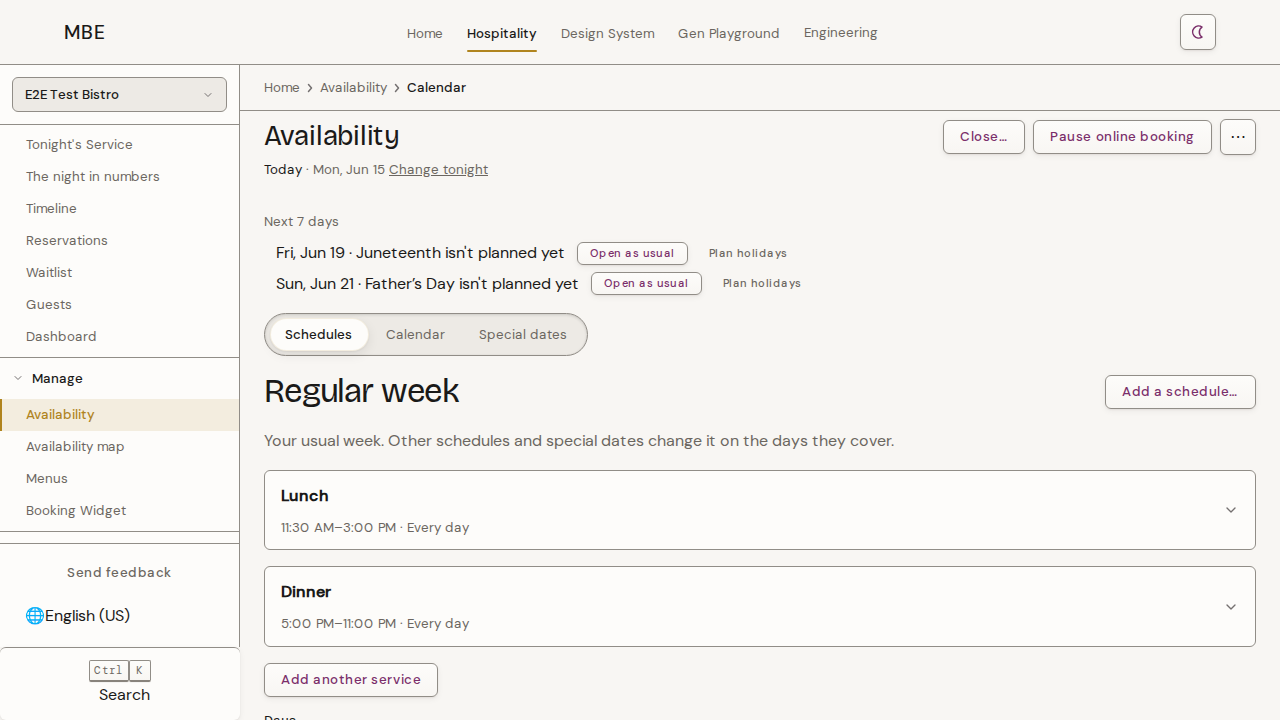 MBE
Home
Hospitality
Design System
Gen Playground
Engineering
E2E Test Bistro
Tonight's Service
The night in numbers
Timeline
Reservations
Waitlist
Guests
Dashboard
Manage
Availability
Availability map
Menus
Booking Widget
Send feedback
English (US)
Ctrl K
Search
Home > Availability > Calendar
Availability
Close…
Pause online booking
Today · Mon, Jun 15 Change tonight
Next 7 days
Fri, Jun 19 · Juneteenth isn't planned yet Open as usual Plan holidays
Sun, Jun 21 · Father’s Day isn't planned yet Open as usual Plan holidays
Schedules
Calendar
Special dates
Regular week
Add a schedule…
Your usual week. Other schedules and special dates change it on the days they cover.
Lunch
11:30 AM–3:00 PM · Every day
Dinner
5:00 PM–11:00 PM · Every day
Add another service
Days